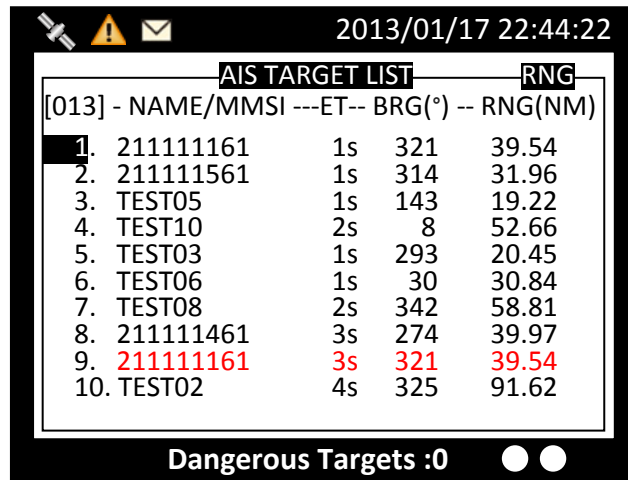 2013/01/17 22:44:22
AIS TARGET LIST RNG
[013] - NAME/MMSI ---ET-- BRG(°) -- RNG(NM)
1. 211111161 1s 321 39.54
2. 211111561 1s 314 31.96
3. TEST05 1s 143 19.22
4. TEST10 2s 8 52.66
5. TEST03 1s 293 20.45
6. TEST06 1s 30 30.84
7. TEST08 2s 342 58.81
8. 211111461 3s 274 39.97
9. 211111161 3s 321 39.54
10. TEST02 4s 325 91.62
Dangerous Targets :0